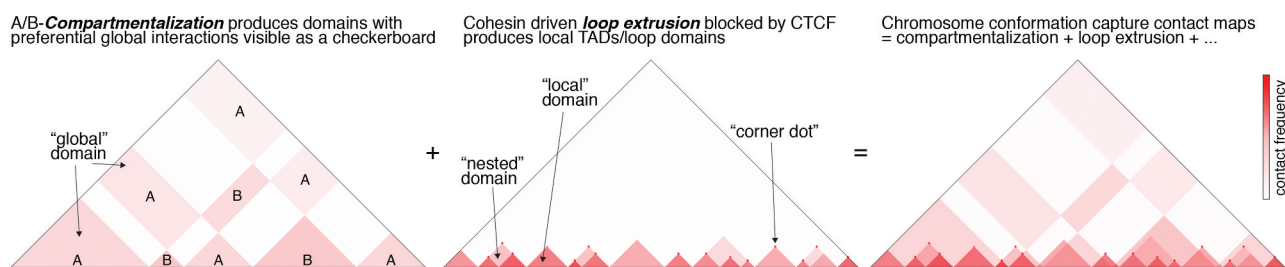 A/B-Compartmentalization produces domains with
preferential global interactions visible as a checkerboard
Cohesin driven loop extrusion blocked by CTCF
produces local TADs/loop domains
Chromosome conformation capture contact maps
= compartmentalization + loop extrusion + ...
“global”
domain
A
A
B
A
A
B
A
B
A
+
“local”
domain
“nested”
domain
“corner dot”
=
contact frequency